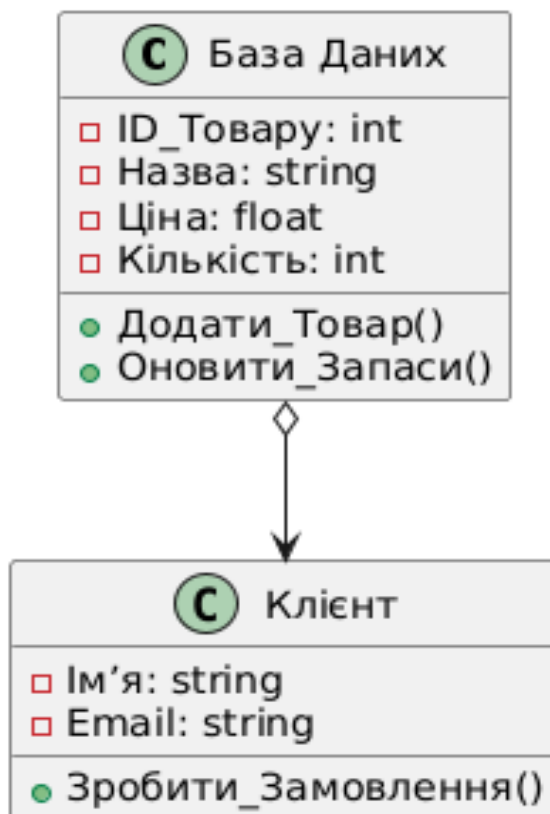 C База Даних
ID_Товару: int
Назва: string
Ціна: float
Кількість: int
Додати_Товар()
Оновити_Запаси()
C Клієнт
Ім’я: string
Email: string
Зробити_Замовлення()